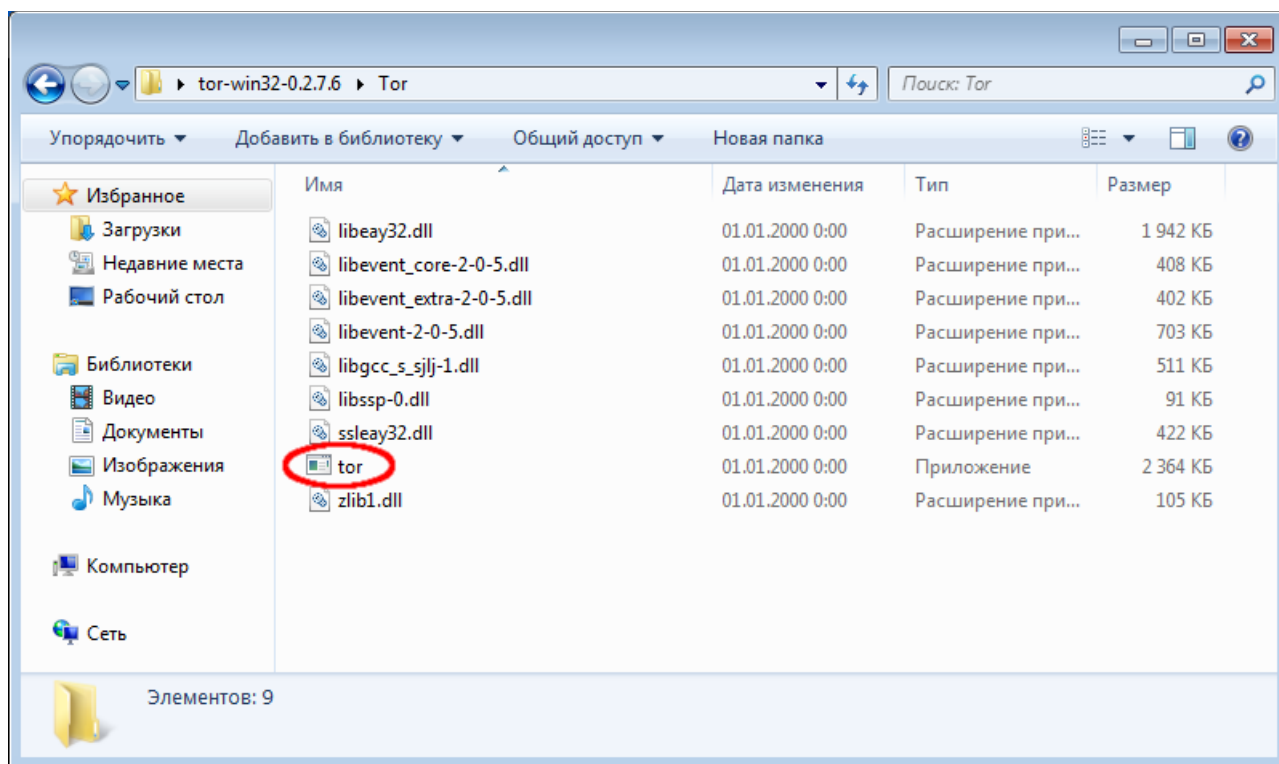 tor-win32-0.2.7.6 Tor Поиск: Tor
Упорядочить Добавить в библиотеку Общий доступ Новая папка
Избранное
Загрузки
Недавние места
Рабочий стол
Библиотеки
Видео
Документы
Изображения
Музыка
Компьютер
Сеть
Имя Дата изменения Тип Размер
libeay32.dll 01.01.2000 0:00 Расширение при... 1 942 КБ
libevent_core-2-0-5.dll 01.01.2000 0:00 Расширение при... 408 КБ
libevent_extra-2-0-5.dll 01.01.2000 0:00 Расширение при... 402 КБ
libevent-2-0-5.dll 01.01.2000 0:00 Расширение при... 703 КБ
libgcc_s_sjlj-1.dll 01.01.2000 0:00 Расширение при... 511 КБ
libssp-0.dll 01.01.2000 0:00 Расширение при... 91 КБ
ssleay32.dll 01.01.2000 0:00 Расширение при... 422 КБ
tor 01.01.2000 0:00 Приложение 2 364 КБ
zlib1.dll 01.01.2000 0:00 Расширение при... 105 КБ
Элементов: 9